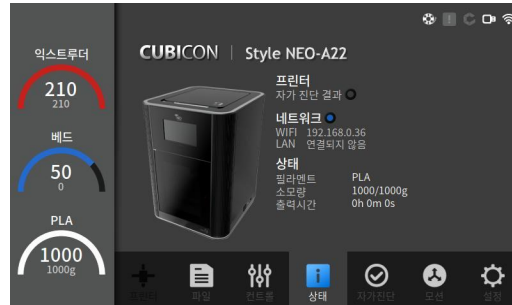 CUBICON | Style NEO-A22
익스트루더
210
210
베드
50
0
PLA
1000
1000g
프린터
자가 진단 결과
네트워크
WIFI 192.168.0.36
LAN 연결되지 않음
상태
필라멘트 PLA
소모량 1000/1000g
출력시간 0h 0m 0s
프린터 파일 컨트롤 상태 자가진단 모션 설정